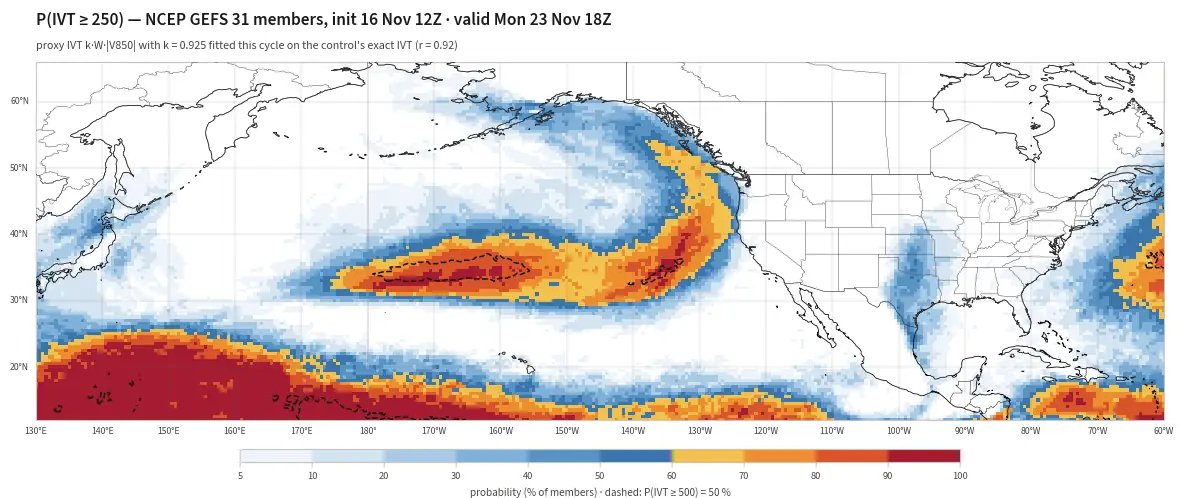 P(IVT ≥ 250) — NCEP GEFS 31 members, init 16 Nov 12Z · valid Mon 23 Nov 18Z
proxy IVT k·W·|V850| with k = 0.925 fitted this cycle on the control's exact IVT (r = 0.92)
60°N
50°N
40°N
30°N
20°N
130°E 140°E 150°E 160°E 170°E 180° 170°W 160°W 150°W 140°W 130°W 120°W 110°W 100°W 90°W 80°W 70°W 60°W
5 10 20 30 40 50 60 70 80 90 100
probability (% of members) · dashed: P(IVT ≥ 500) = 50 %